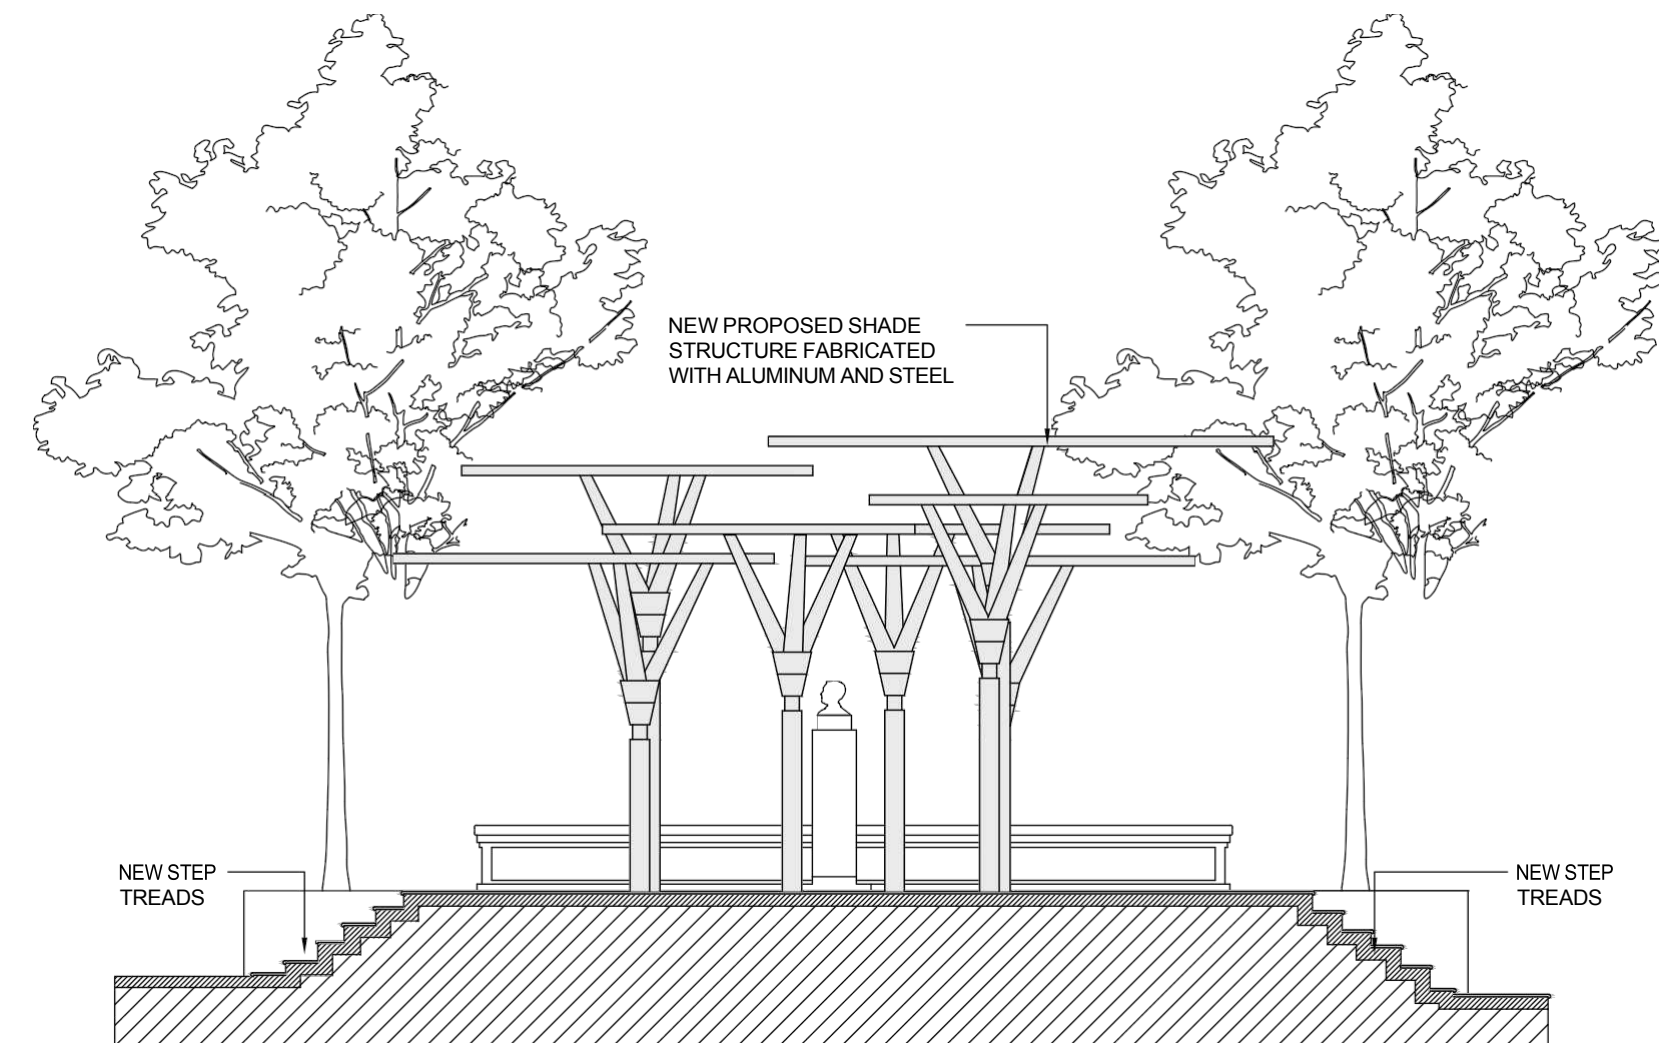 NEW PROPOSED SHADE
STRUCTURE FABRICATED
WITH ALUMINUM AND STEEL
NEW STEP
TREADS
NEW STEP
TREADS